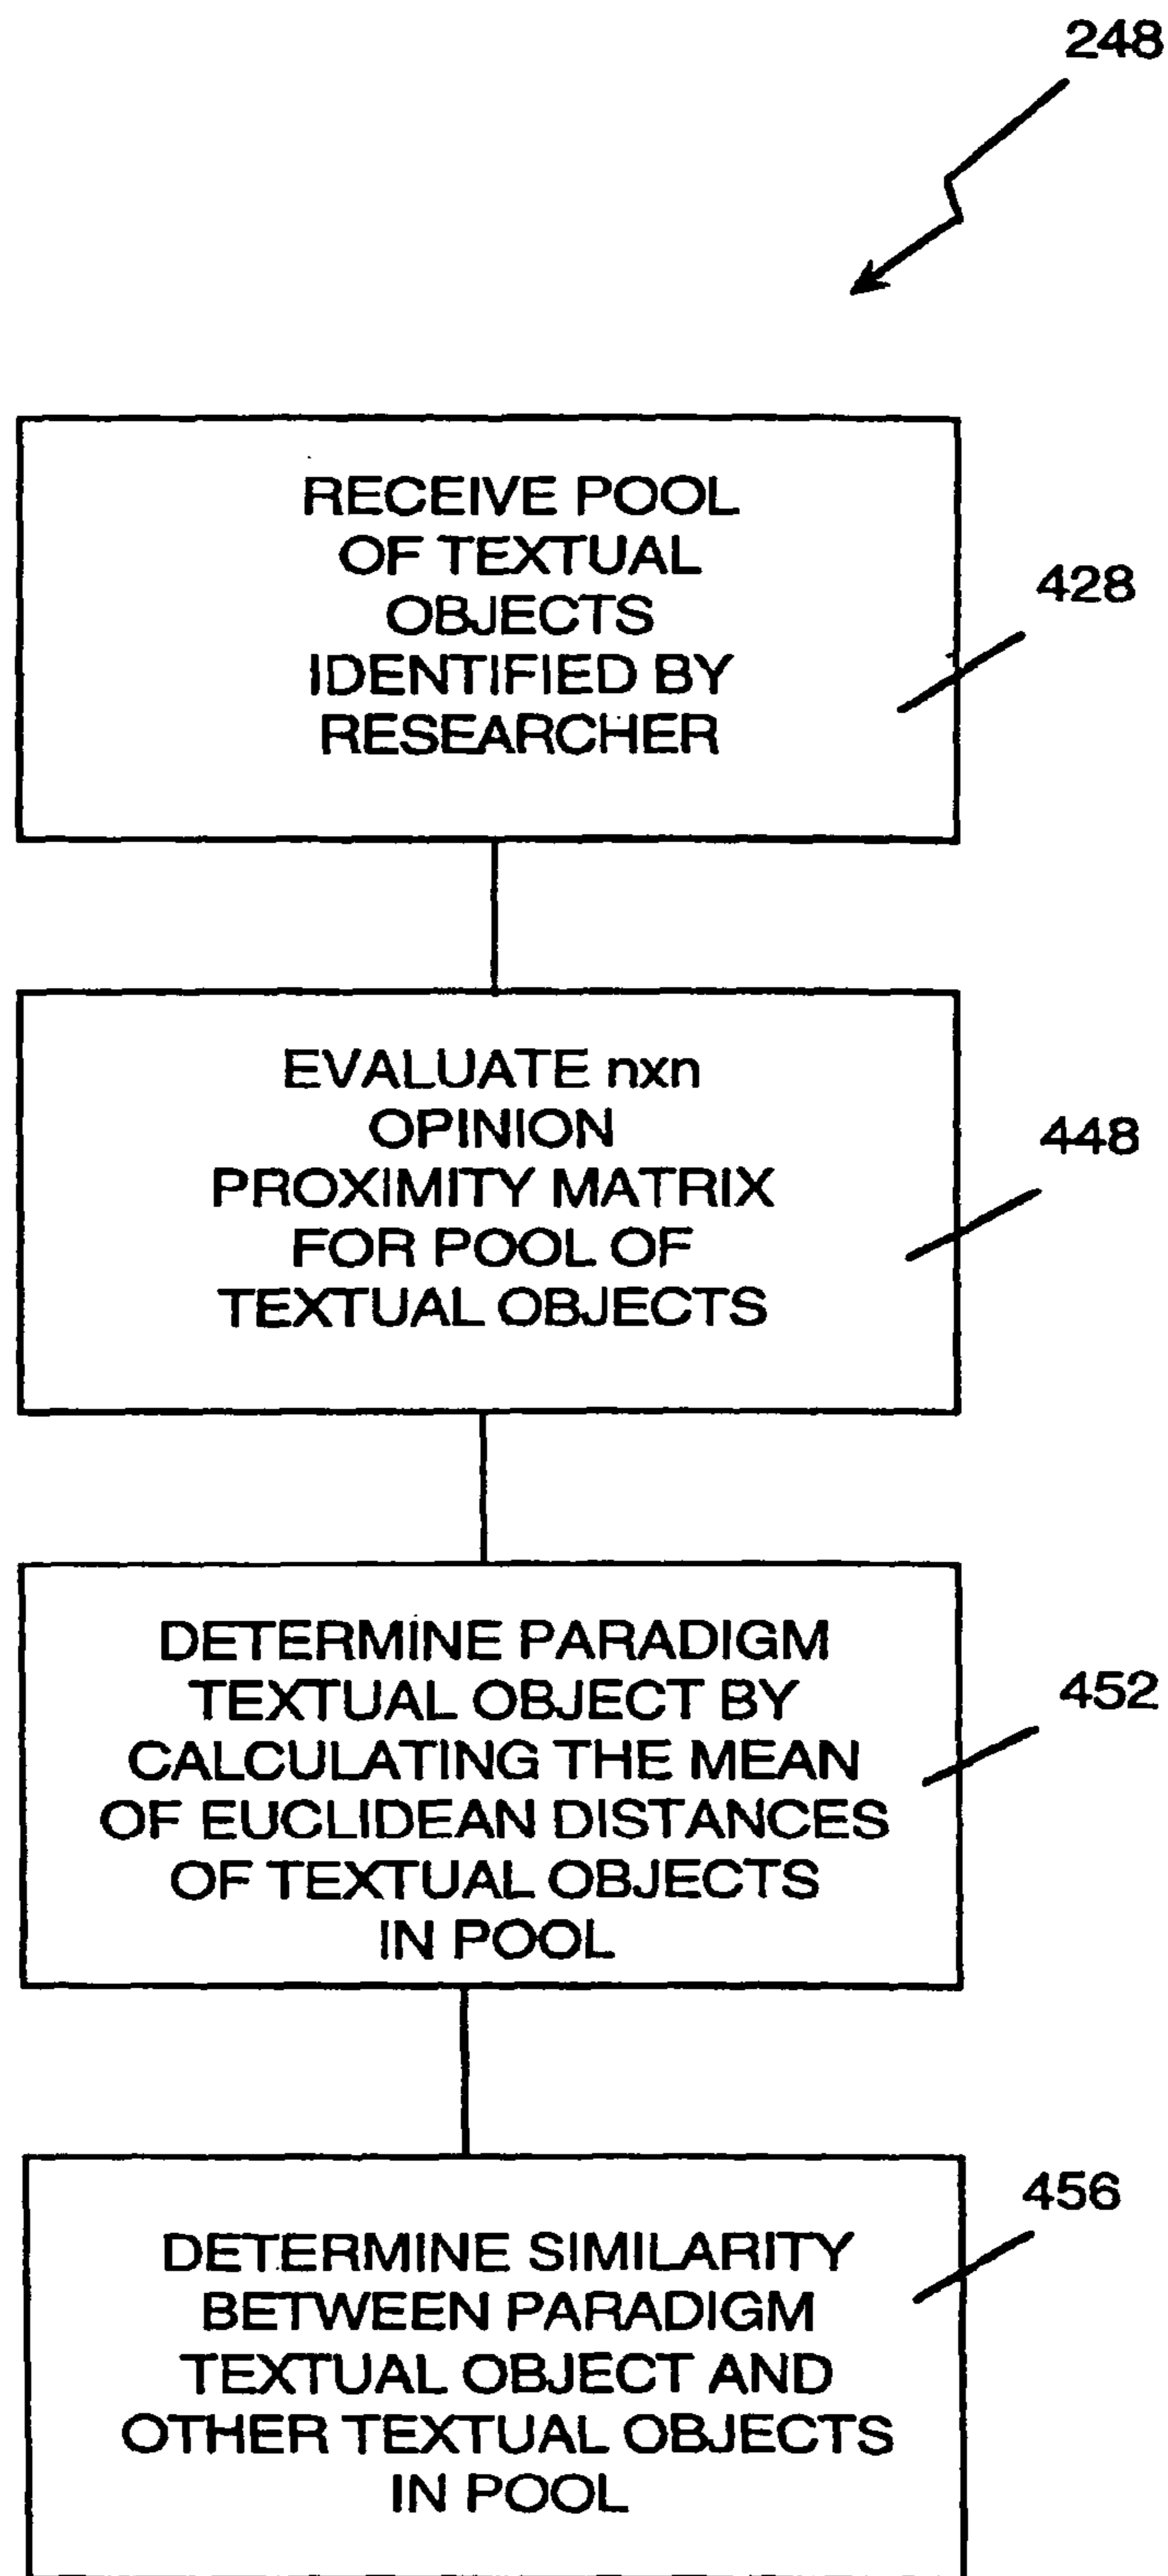 248
RECEIVE POOL
OF TEXTUAL
OBJECTS
IDENTIFIED BY
RESEARCHER
428
EVALUATE nxn
OPINION
PROXIMITY MATRIX
FOR POOL OF
TEXTUAL OBJECTS
448
DETERMINE PARADIGM
TEXTUAL OBJECT BY
CALCULATING THE MEAN
OF EUCLIDEAN DISTANCES
OF TEXTUAL OBJECTS
IN POOL
452
DETERMINE SIMILARITY
BETWEEN PARADIGM
TEXTUAL OBJECT AND
OTHER TEXTUAL OBJECTS
IN POOL
456